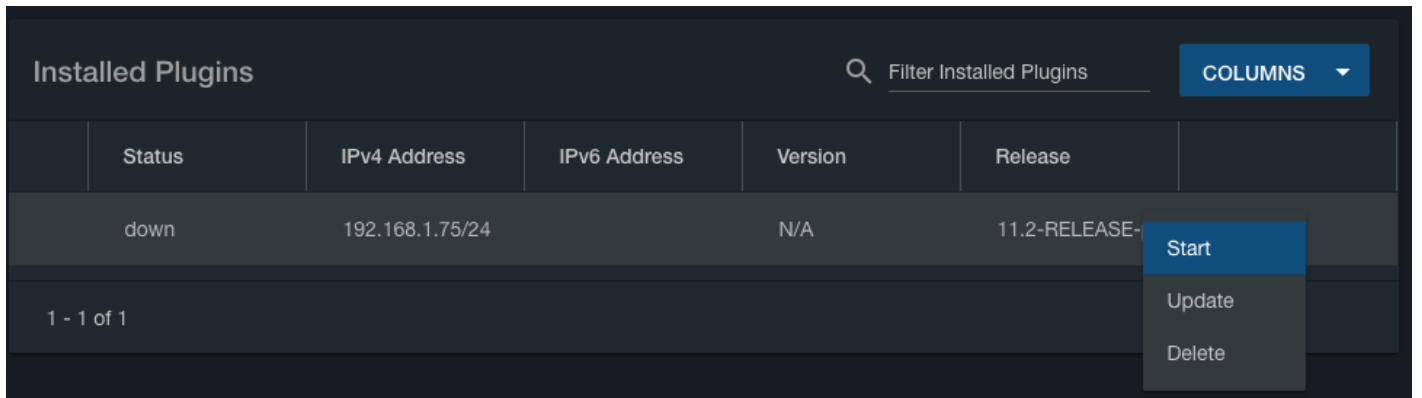 Installed Plugins
Filter Installed Plugins
COLUMNS
Status IPv4 Address IPv6 Address Version Release
down 192.168.1.75/24 N/A 11.2-RELEASE-
Start
Update
Delete
1 - 1 of 1